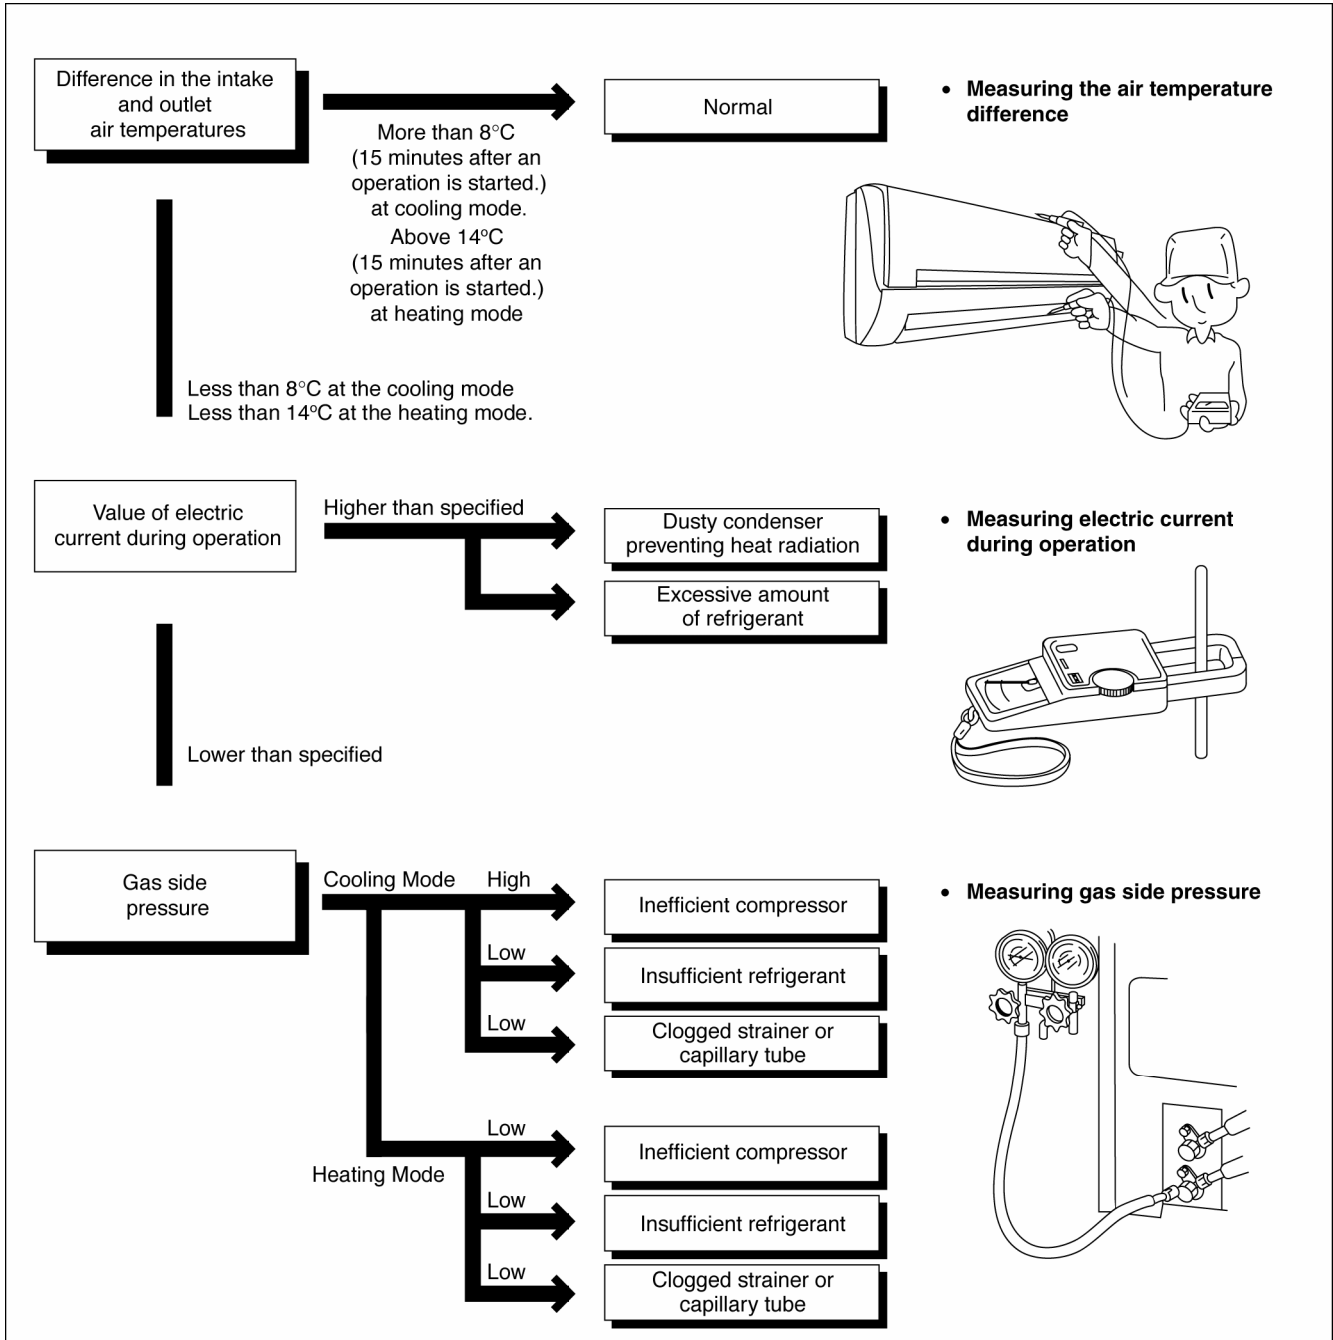 Difference in the intake
and outlet
air temperatures
More than 8°C
(15 minutes after an
operation is started.)
at cooling mode.
Above 14°C
(15 minutes after an
operation is started.)
at heating mode
Normal
• Measuring the air temperature
difference
Less than 8°C at the cooling mode
Less than 14°C at the heating mode.
Value of electric
current during operation
Higher than specified
Dusty condenser
preventing heat radiation
Excessive amount
of refrigerant
• Measuring electric current
during operation
Lower than specified
Gas side
pressure
Cooling Mode
High
Inefficient compressor
Low
Insufficient refrigerant
Low
Clogged strainer or
capillary tube
• Measuring gas side pressure
Heating Mode
Low
Inefficient compressor
Low
Insufficient refrigerant
Low
Clogged strainer or
capillary tube